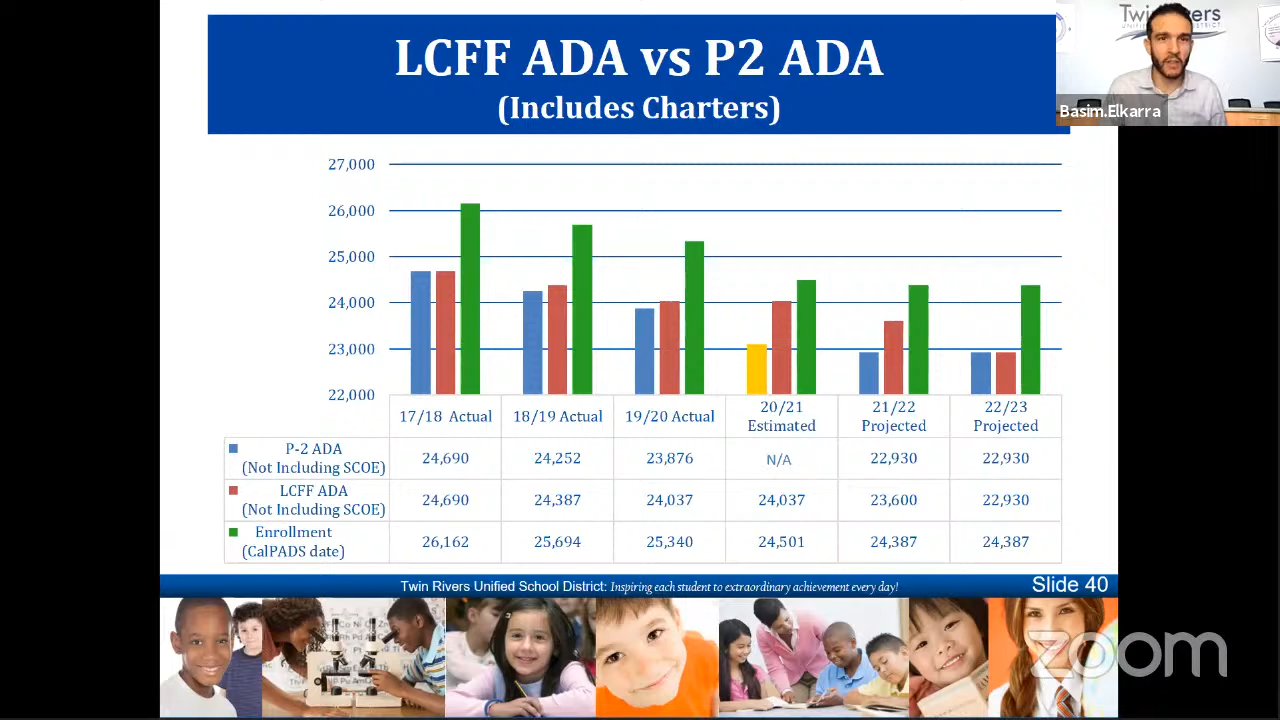 LCFF ADA vs P2 ADA
(Includes Charters)
Twin Rivers
Basim.Elkarra
27,000
26,000
25,000
24,000
23,000
22,000
17/18 Actual 18/19 Actual 19/20 Actual 20/21 Estimated 21/22 Projected 22/23 Projected
P-2 ADA
(Not Including SCOE) 24,690 24,252 23,876 N/A 22,930 22,930
LCFF ADA
(Not Including SCOE) 24,690 24,387 24,037 24,037 23,600 22,930
Enrollment
(CalPADS date) 26,162 25,694 25,340 24,501 24,387 24,387
Twin Rivers Unified School District: Inspiring each student to extraordinary achievement every day!
Slide 40
zoom